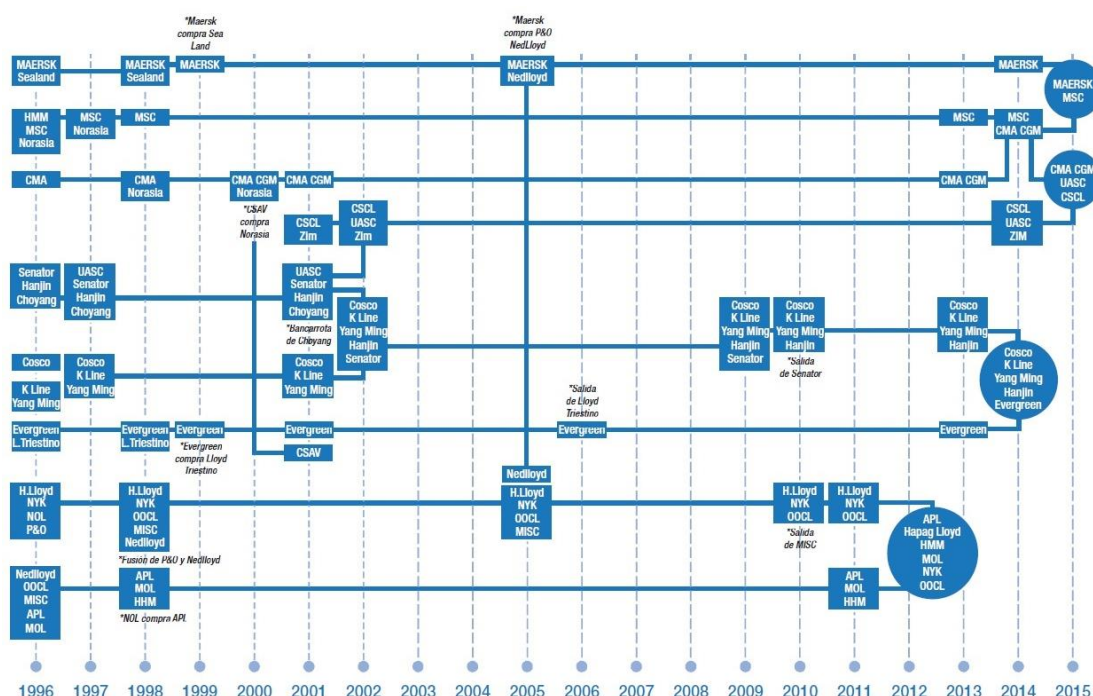 *Maersk
compra Sea
Land
*Maersk
compra P&O
NedLloyd
MAERSK
Sealand
MAERSK
Sealand
MAERSK
MAERSK
Nedlloyd
MAERSK
MAERSK
MSC
HMM
MSC
Norasia
MSC
Norasia
MSC
MSC
MSC
CMA CGM
CMA
CMA
Norasia
CMA CGM
Norasia
CMA CGM
CMA CGM
CMA CGM
UASC
CSCL
*CSAV
compra
Norasia
CSCL
Zim
CSCL
UASC
Zim
CSCL
UASC
ZIM
Senator
Hanjin
Choyang
UASC
Senator
Hanjin
Choyang
UASC
Senator
Hanjin
Choyang
*Bancarrota
de Choyang
Cosco
K Line
Yang Ming
Hanjin
Senator
Cosco
K Line
Yang Ming
Hanjin
Senator
Cosco
K Line
Yang Ming
Hanjin
*Salida
de Senator
Cosco
K Line
Yang Ming
Hanjin
Cosco
K Line
Yang Ming
Hanjin
Evergreen
Cosco
K Line
Yang Ming
Cosco
K Line
Yang Ming
Cosco
K Line
Yang Ming
*Salida
de Lloyd
Triestino
Evergreen
L.Triestino
Evergreen
L.Triestino
Evergreen
*Evergreen
compra Lloyd
Triestino
Evergreen
Evergreen
Evergreen
CSAV
Nedlloyd
H.Lloyd
NYK
NOL
P&O
H.Lloyd
NYK
OOCL
MISC
Nedlloyd
*Fusión de P&O y Nedlloyd
H.Lloyd
NYK
OOCL
MISC
H.Lloyd
NYK
OOCL
*Salida
de MISC
H.Lloyd
NYK
OOCL
APL
Hapag Lloyd
HMM
MOL
NYK
OOCL
Nedlloyd
OOCL
MISC
APL
MOL
APL
MOL
HHM
*NOL compra APL
APL
MOL
HHM
1996 1997 1998 1999 2000 2001 2002 2003 2004 2005 2006 2007 2008 2009 2010 2011 2012 2013 2014 2015